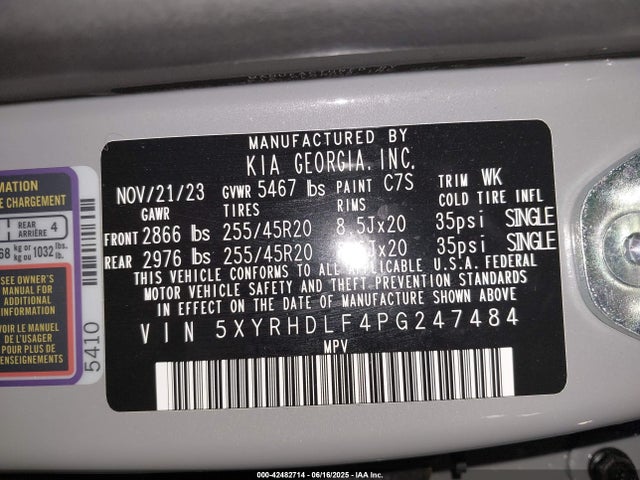 MANUFACTURED BY
KIA GEORGIA, INC.
NOV/21/23 GVWR 5467 lbs PAINT C7S TRIM WK
GAWR TIRES RIMS COLD TIRE INFL
FRONT 2866 lbs 255/45R20 8.5Jx20 35psi SINGLE
REAR 2976 lbs 255/45R20 Jx20 35psi SINGLE
THIS VEHICLE CONFORMS TO ALL APPLICABLE U.S.A. FEDERAL
MOTOR VEHICLE SAFETY AND THEFT PREVENTION STANDARDS
IN EFFECT ON THE DATE OF MANUFACTURE SHOWN ABOVE
VIN 5XYRHDLF4PG247484
MPV
MATION
E CHARGEMENT
REAR
ARRIÈRE 4
68 kg or
ou 1032 lbs.
lb.
SEE OWNER'S
MANUAL FOR
ADDITIONAL
INFORMATION
VOIR LE MANUEL
DE L'USAGER
POUR PLUS DE
RENSEIGNEMENTS
5410
000-42482714 - 06/16/2025 - IAA Inc.